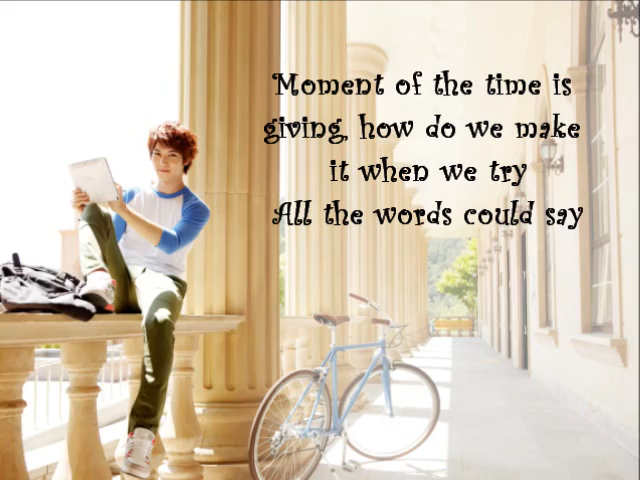 Moment of the time is
giving, how do we make
it when we try
All the words could say